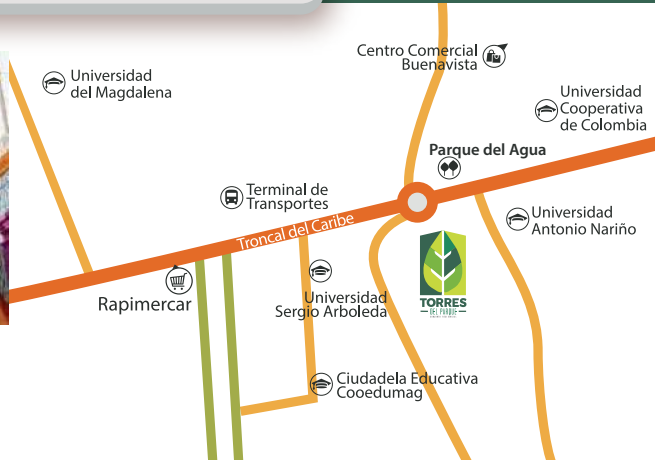 Centro Comercial
Buenavista
Universidad
del Magdalena
Universidad
Cooperativa
de Colombia
Parque del Agua
Terminal de
Transportes
Universidad
Antonio Nariño
Troncal del Caribe
Rapimercar
Universidad
Sergio Arboleda
TORRES
DEL PARQUE
Ciudadela Educativa
Cooedumag